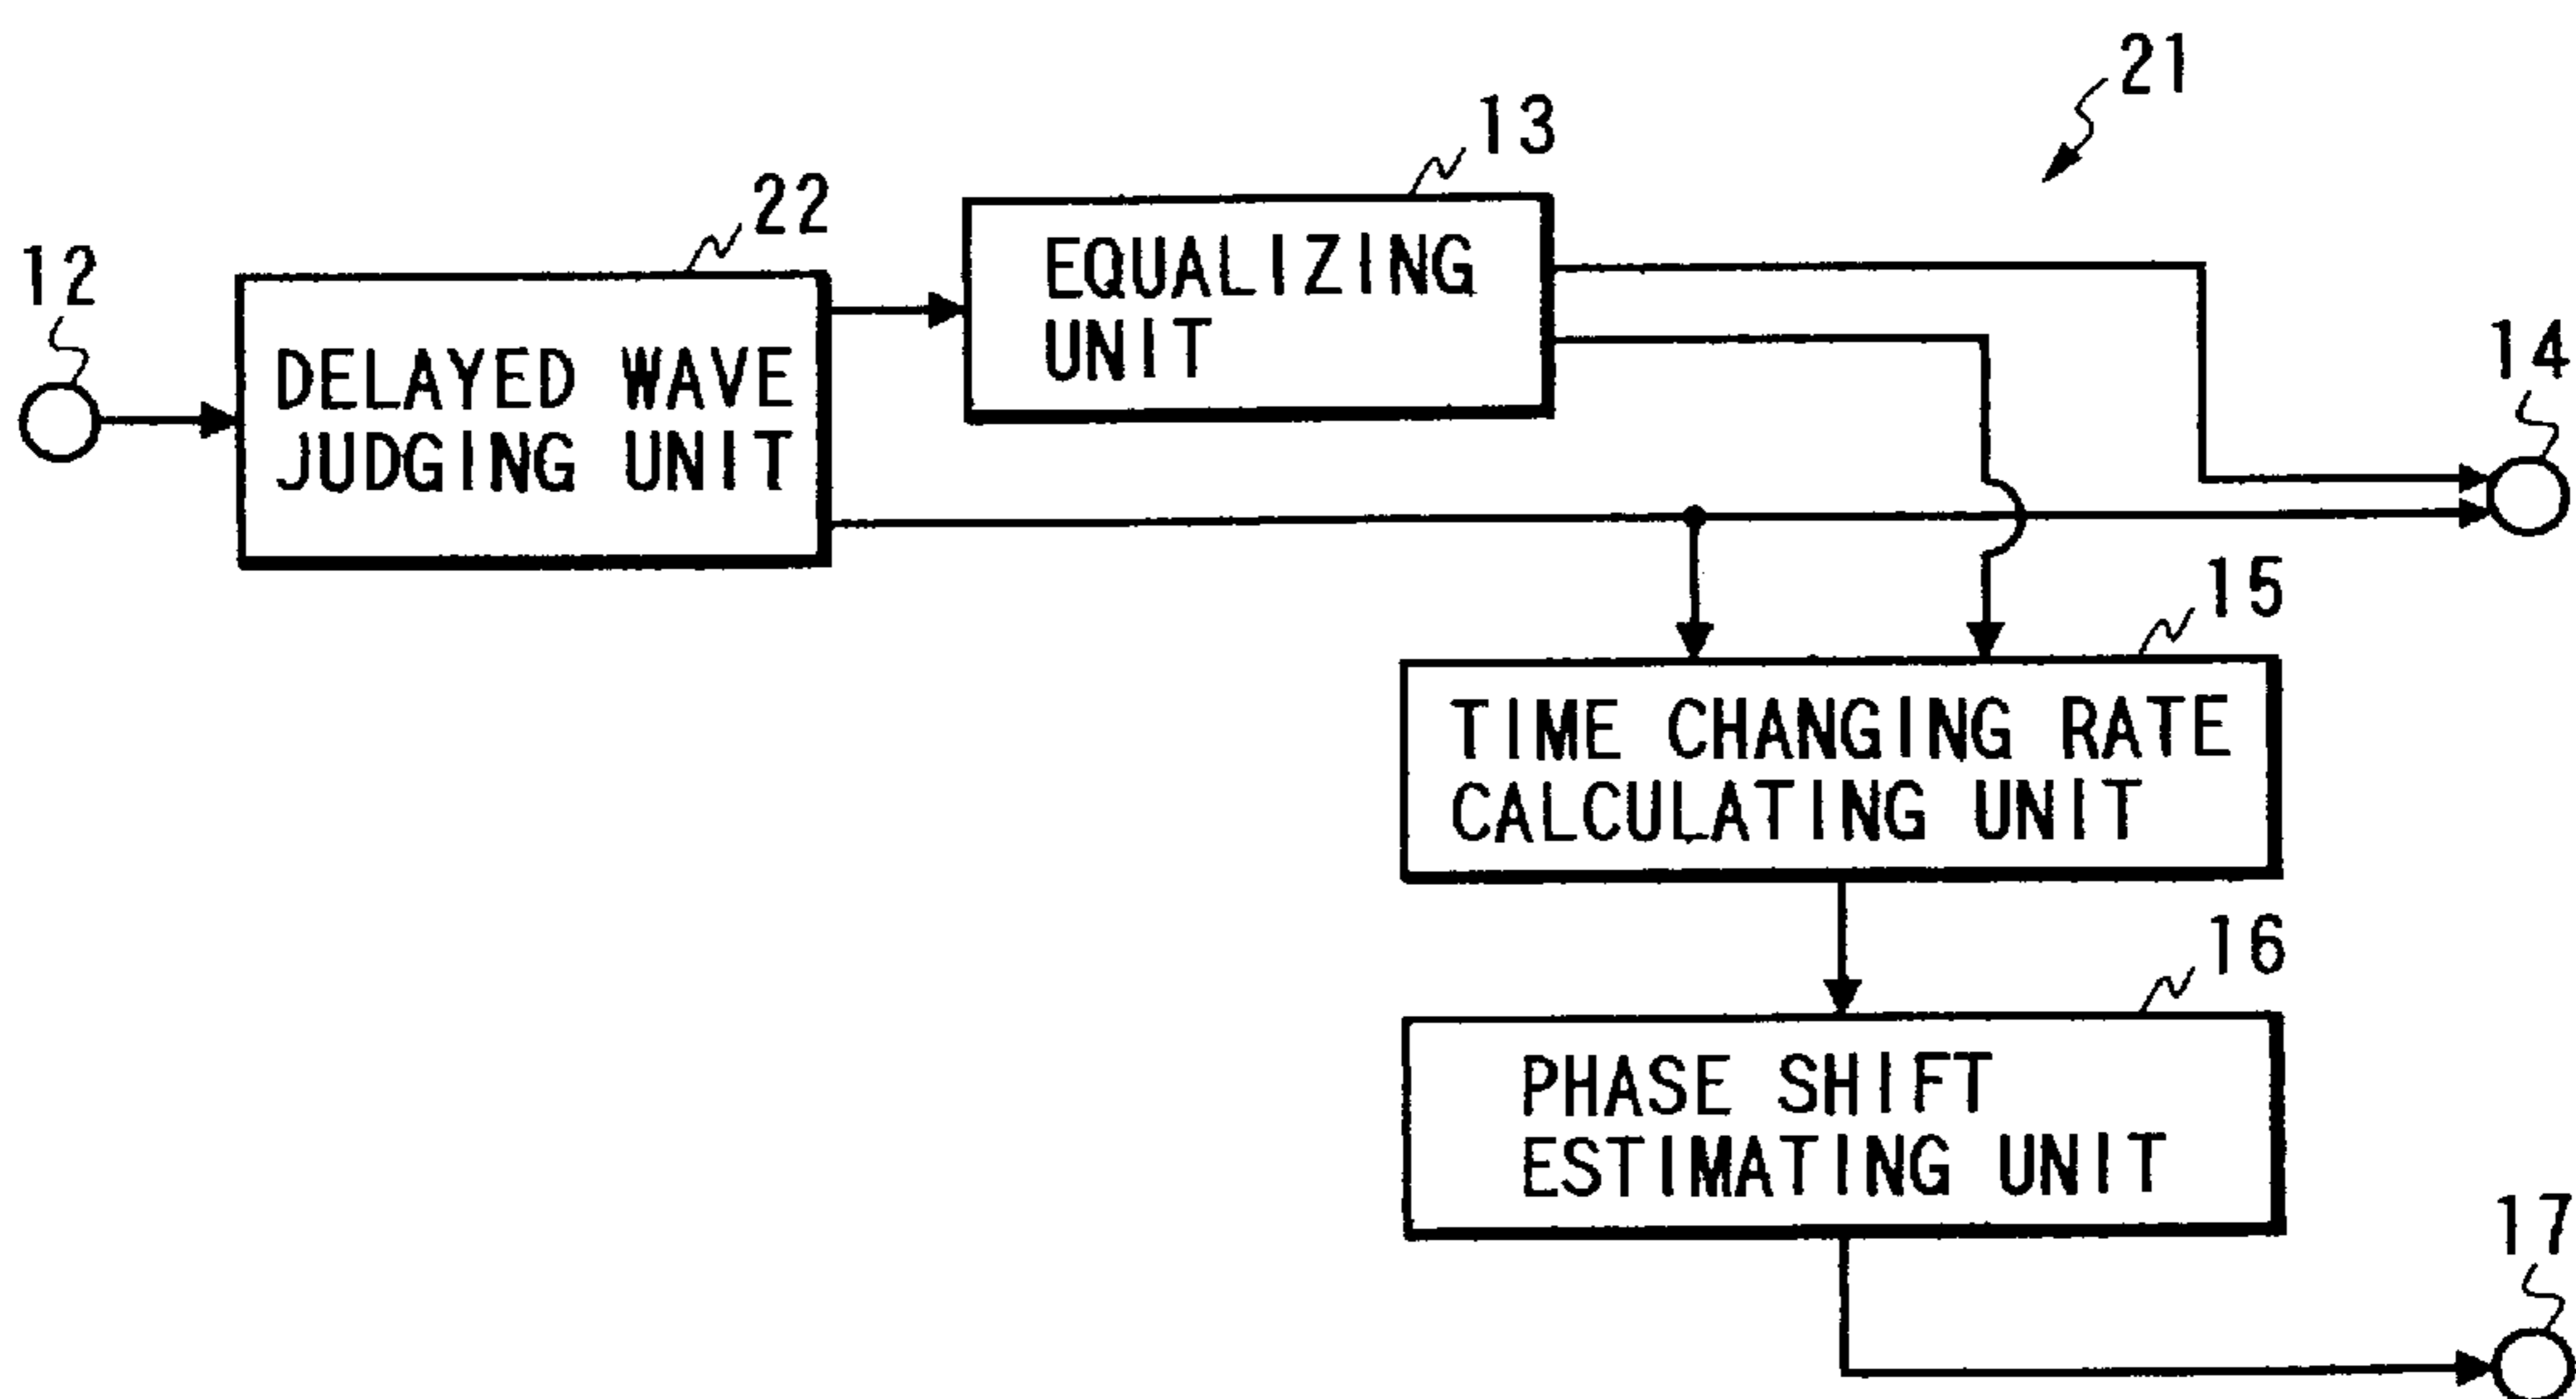 21
13
22
12
EQUALIZING
UNIT
DELAYED WAVE
JUDGING UNIT
14
15
TIME CHANGING RATE
CALCULATING UNIT
16
PHASE SHIFT
ESTIMATING UNIT
17